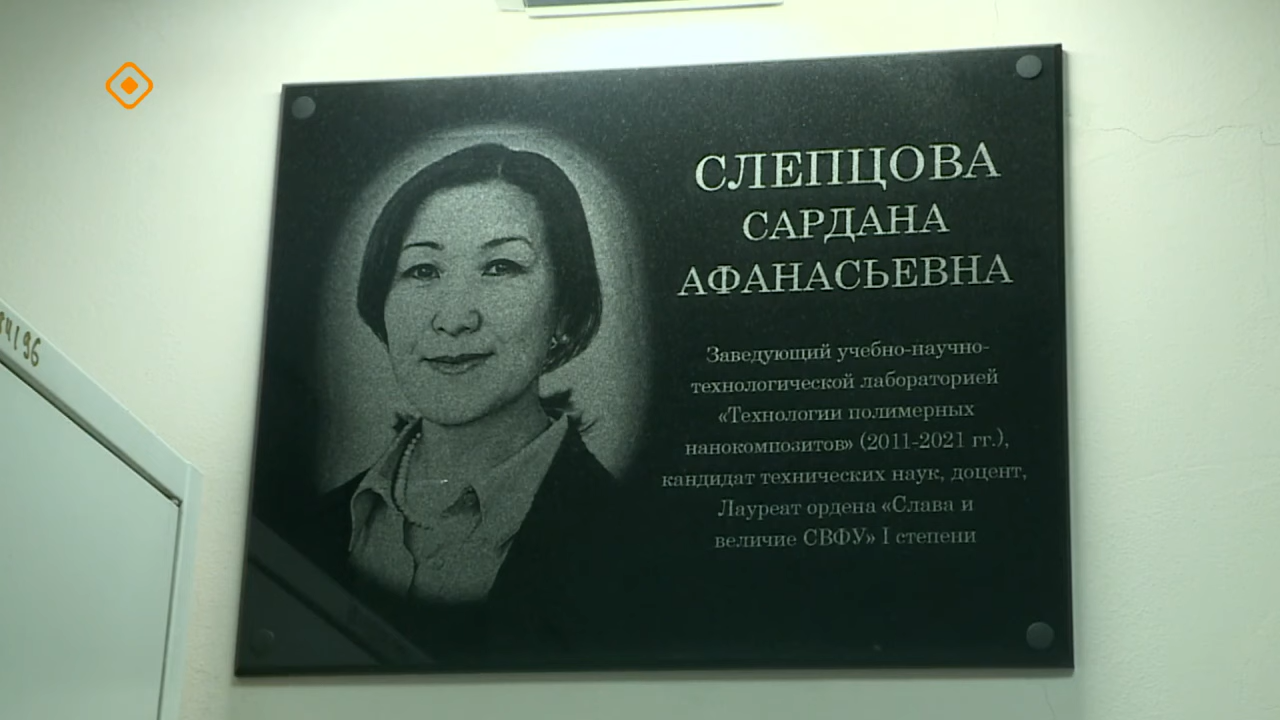 СЛЕПЦОВА
САРДАНА
АФАНАСЬЕВНА
Заведующий учебно-научно-
технологической лабораторией
«Технологии полимерных
нанокомпозитов» (2011-2021 гг.),
кандидат технических наук, доцент,
Лауреат ордена «Слава и
величие СВФУ» I степени